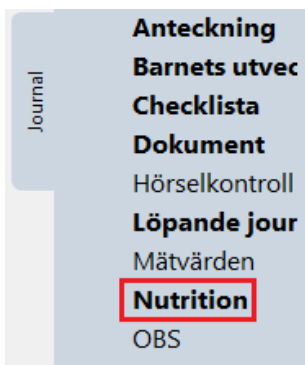 Journal
Anteckning
Barnets utvec
Checklista
Dokument
Hörselkontroll
Löpande jour
Mätvärden
Nutrition
OBS